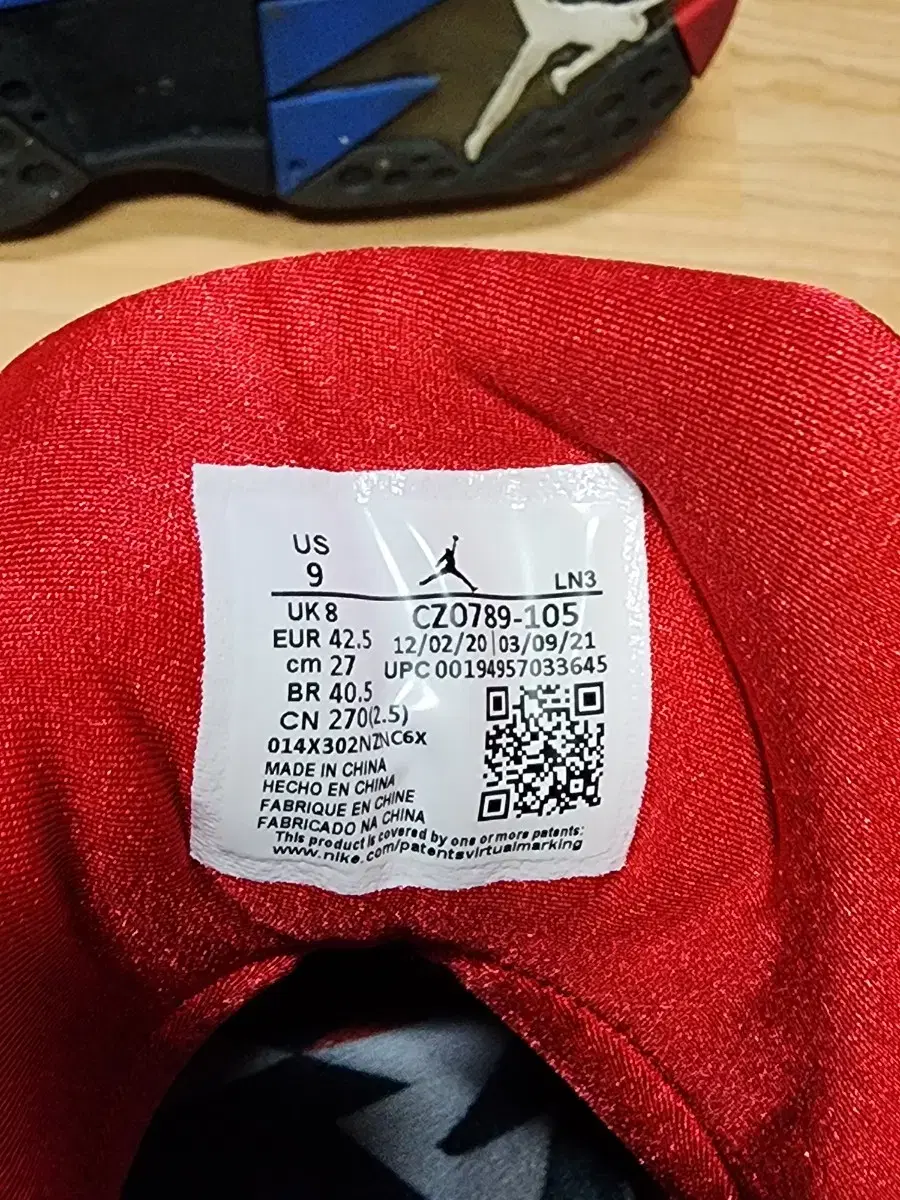 US
9
LN3
UK 8
CZ0789-105
EUR 42.5
12/02/20 | 03/09/21
cm 27
UPC 00194957033645
BR 40.5
CN 270(2.5)
014X302NZNC6X
MADE IN CHINA
HECHO EN CHINA
FABRIQUE EN CHINE
FABRICADO NA CHINA
This product is covered by one or more patents:
www.nike.com/patentsvirtualmarking